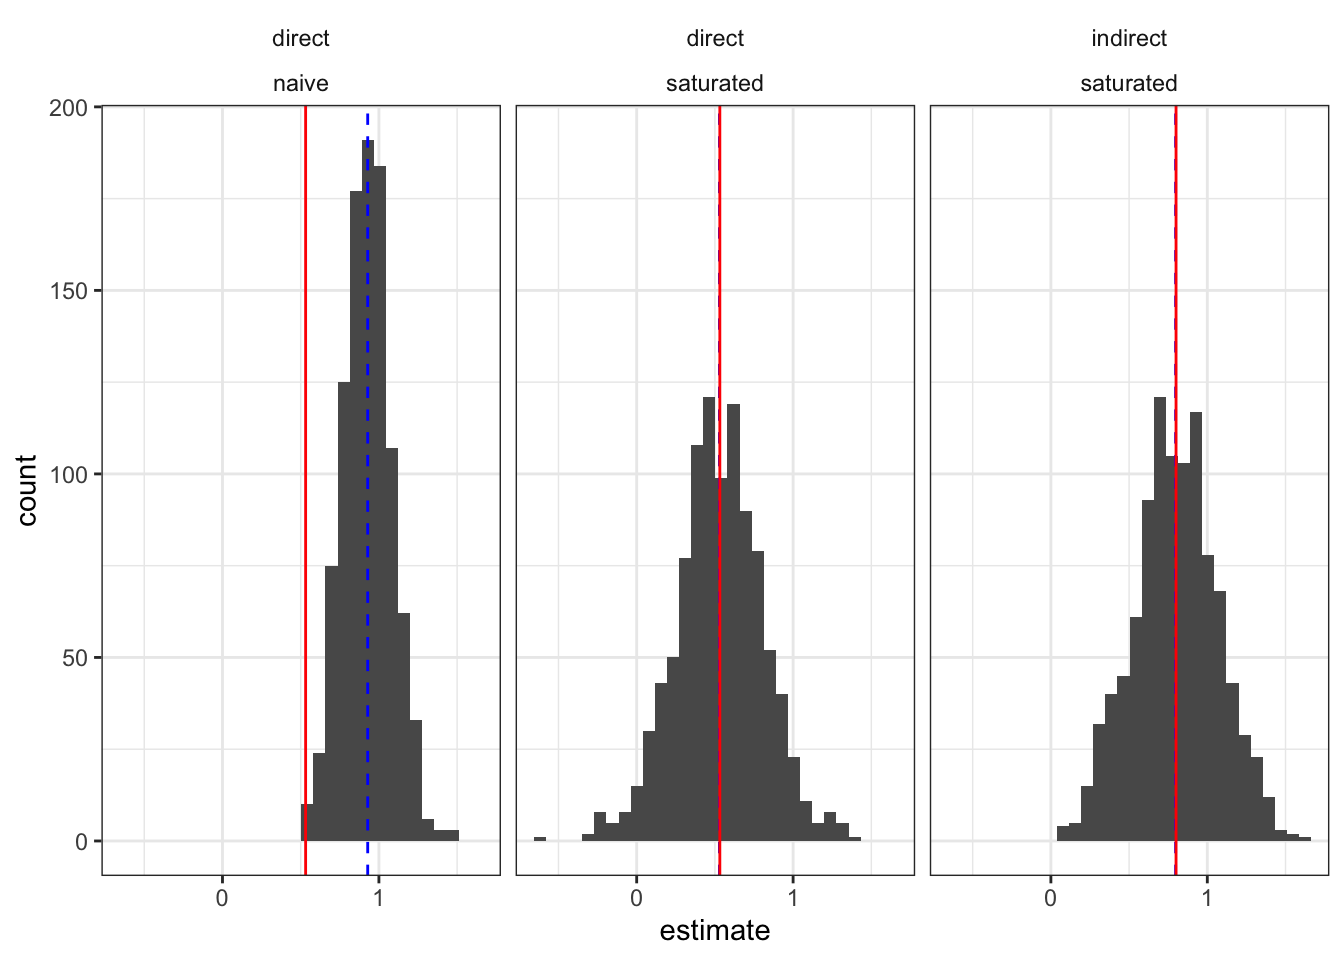 direct direct indirect
naive saturated saturated
200
150
100
50
0
count
0 1 0 1 0 1
estimate